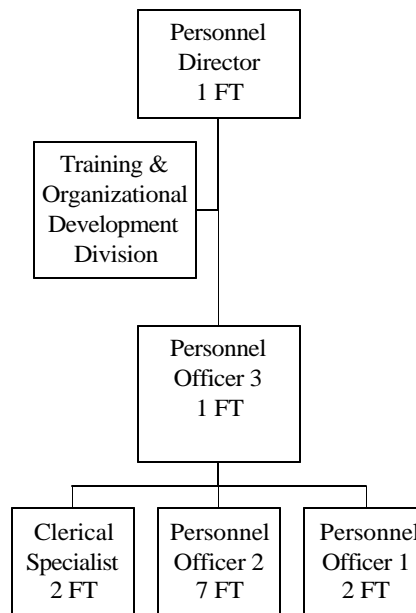 Personnel
Director
1 FT
Training &
Organizational
Development
Division
Personnel
Officer 3
1 FT
Clerical
Specialist
2 FT
Personnel
Officer 2
7 FT
Personnel
Officer 1
2 FT